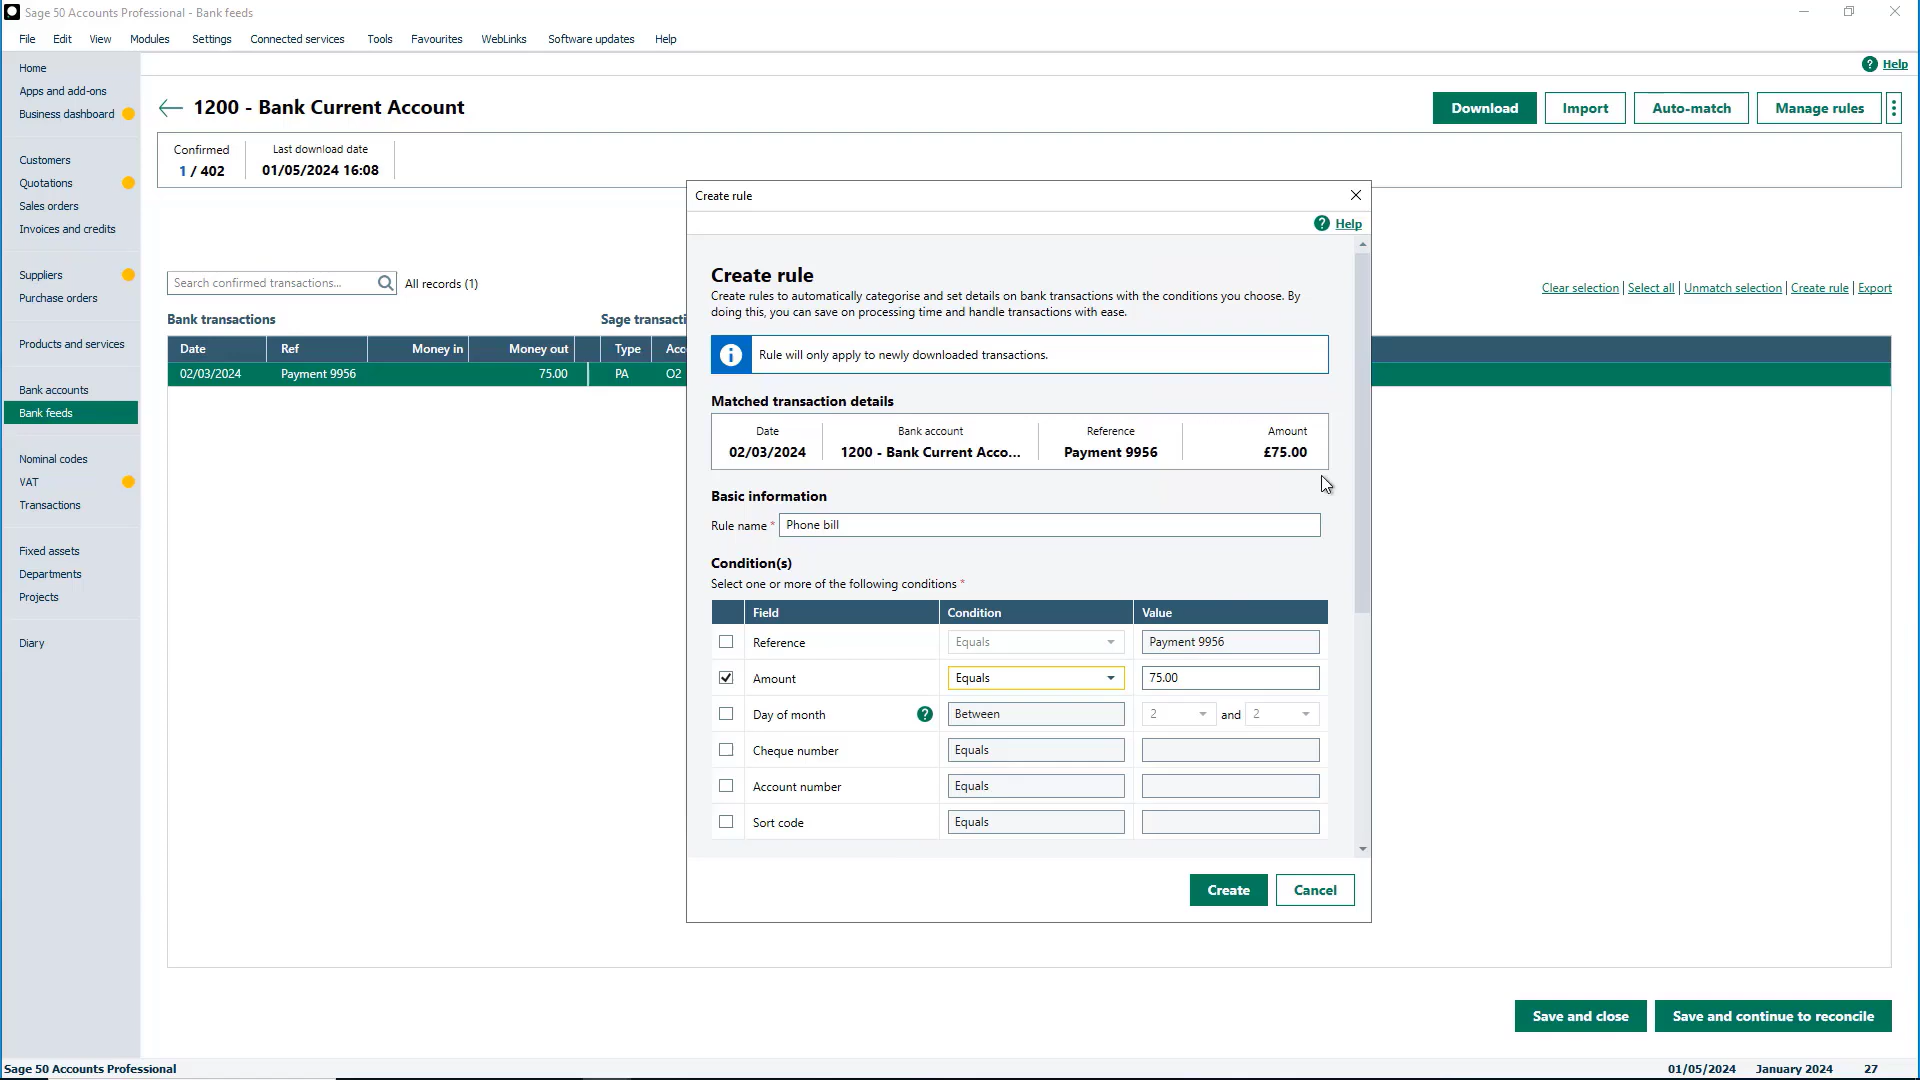 Sage 50 Accounts Professional - Bank feeds
File Edit View Modules Settings Connected services Tools Favourites WebLinks Software updates Help
? Help
Home
Apps and add-ons
Business dashboard
Customers
Quotations
Sales orders
Invoices and credits
Suppliers
Purchase orders
Products and services
Bank accounts
Bank feeds
Nominal codes
VAT
Transactions
Fixed assets
Departments
Projects
Diary
1200 - Bank Current Account
Download Import Auto-match Manage rules
Confirmed Last download date
1 / 402 01/05/2024 16:08
Search confirmed transactions... All records (1)
Clear selection | Select all | Unmatch selection | Create rule | Export
Bank transactions Sage transacti
Date Ref Money in Money out Type Acc
02/03/2024 Payment 9956 75.00 PA O2
Create rule
? Help
Create rule
Create rules to automatically categorise and set details on bank transactions with the conditions you choose. By
doing this, you can save on processing time and handle transactions with ease.
i Rule will only apply to newly downloaded transactions.
Matched transaction details
Date Bank account Reference Amount
02/03/2024 1200 - Bank Current Acco... Payment 9956 £75.00
Basic information
Rule name * Phone bill
Condition(s)
Select one or more of the following conditions *
Field Condition Value
Reference Equals Payment 9956
Amount Equals 75.00
Day of month ? Between 2 and 2
Cheque number Equals
Account number Equals
Sort code Equals
Create Cancel
Save and close Save and continue to reconcile
Sage 50 Accounts Professional 01/05/2024 January 2024 27